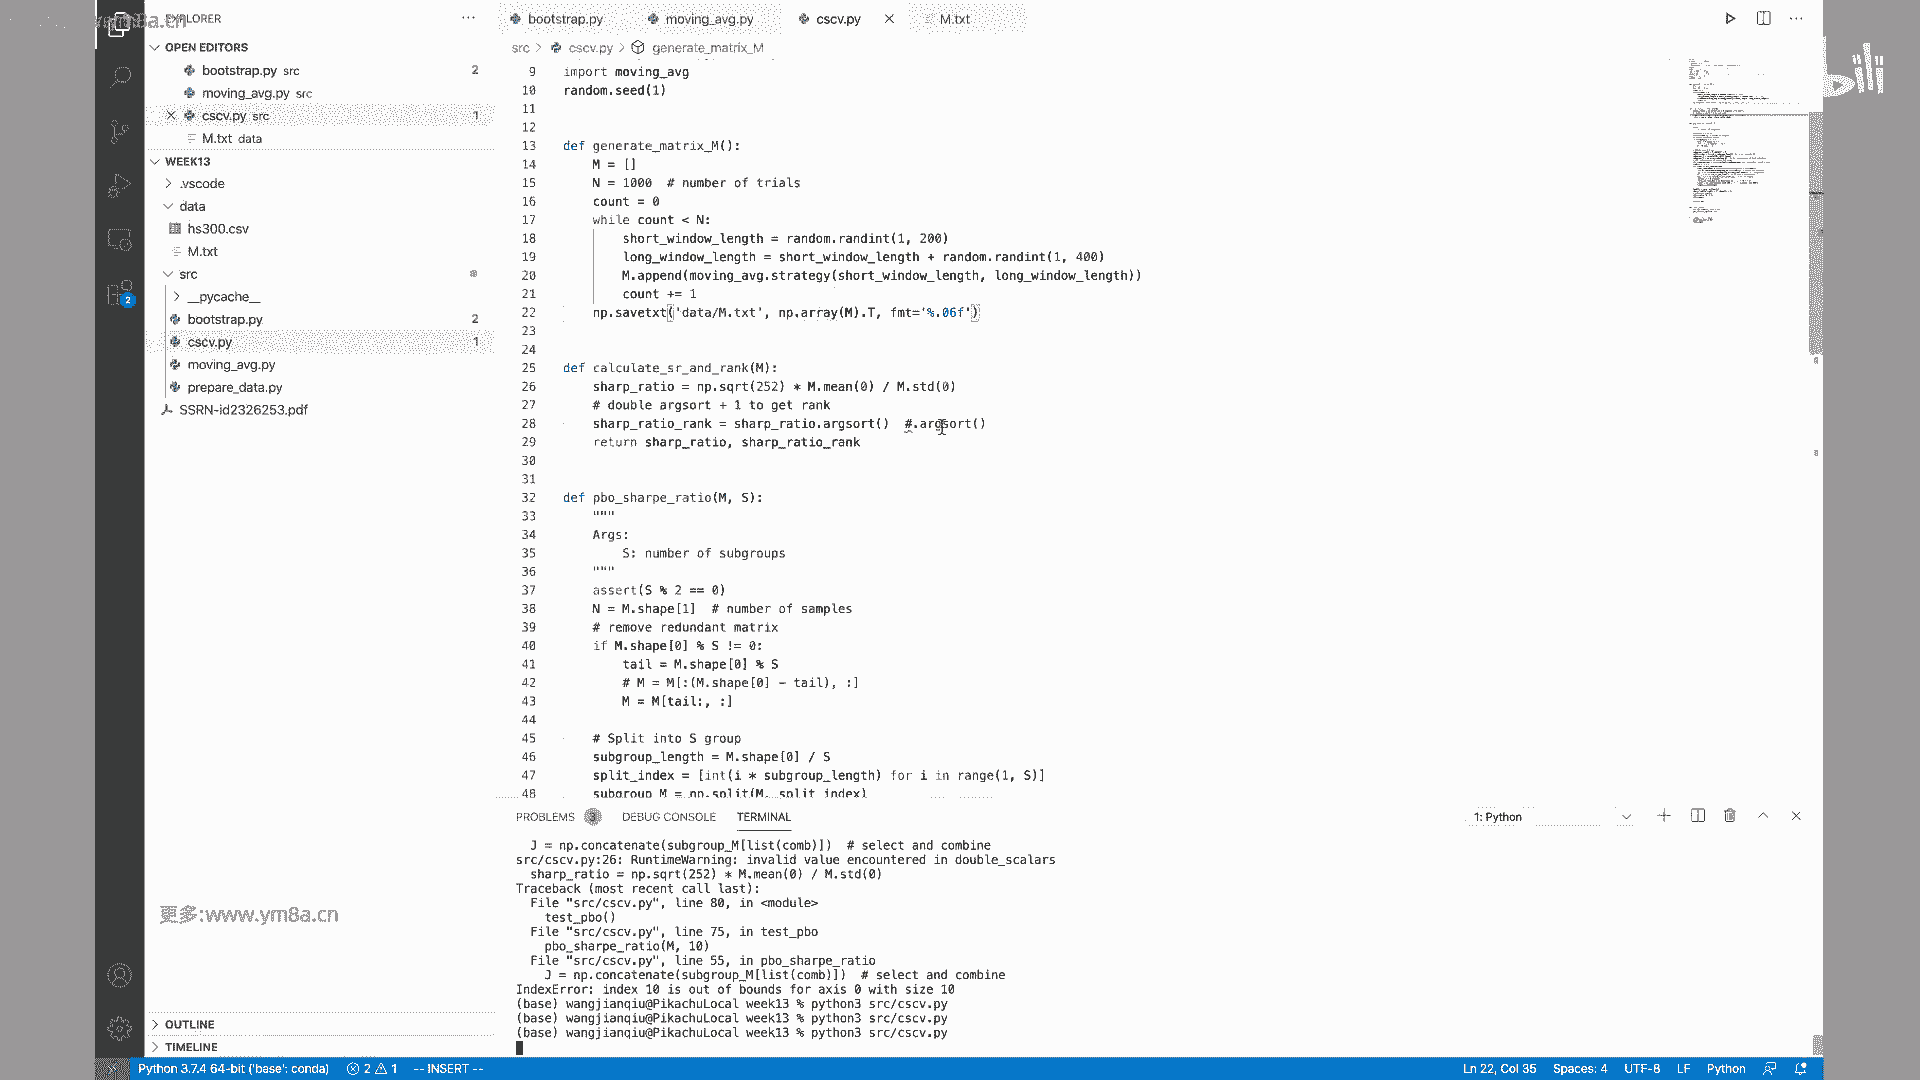 EXPLORER
OPEN EDITORS
bootstrap.py src 2
moving_avg.py src
cscv.py src 1
M.txt data
WEEK13
.vscode
data
hs300.csv
M.txt
src
__pycache__
bootstrap.py 2
cscv.py 1
moving_avg.py
prepare_data.py
SSRN-id2326253.pdf
2
更多:www.ym8a.cn
OUTLINE
TIMELINE
bootstrap.py moving_avg.py cscv.py M.txt
src > cscv.py > generate_matrix_M
9 import moving_avg
10 random.seed(1)
11
12
13 def generate_matrix_M():
14 M = []
15 N = 1000 # number of trials
16 count = 0
17 while count < N:
18 short_window_length = random.randint(1, 200)
19 long_window_length = short_window_length + random.randint(1, 400)
20 M.append(moving_avg.strategy(short_window_length, long_window_length))
21 count += 1
22 np.savetxt('data/M.txt', np.array(M).T, fmt='%.06f')
23
24
25 def calculate_sr_and_rank(M):
26 sharp_ratio = np.sqrt(252) * M.mean(0) / M.std(0)
27 # double argsort + 1 to get rank
28 sharp_ratio_rank = sharp_ratio.argsort() #.argsort()
29 return sharp_ratio, sharp_ratio_rank
30
31
32 def pbo_sharpe_ratio(M, S):
33 """
34 Args:
35 S: number of subgroups
36 """
37 assert(S % 2 == 0)
38 N = M.shape[1] # number of samples
39 # remove redundant matrix
40 if M.shape[0] % S != 0:
41 tail = M.shape[0] % S
42 # M = M[:(M.shape[0] - tail), :]
43 M = M[tail:, :]
44
45 # Split into S group
46 subgroup_length = M.shape[0] / S
47 split_index = [int(i * subgroup_length) for i in range(1, S)]
48 subgroup_M = np.split(M, split_index)
PROBLEMS 3 DEBUG CONSOLE TERMINAL 1: Python
J = np.concatenate(subgroup_M[list(comb)]) # select and combine
src/cscv.py:26: RuntimeWarning: invalid value encountered in double_scalars
sharp_ratio = np.sqrt(252) * M.mean(0) / M.std(0)
Traceback (most recent call last):
File "src/cscv.py", line 80, in <module>
test_pbo()
File "src/cscv.py", line 75, in test_pbo
pbo_sharpe_ratio(M, 10)
File "src/cscv.py", line 55, in pbo_sharpe_ratio
J = np.concatenate(subgroup_M[list(comb)]) # select and combine
IndexError: index 10 is out of bounds for axis 0 with size 10
(base) wangjianqiu@PikachuLocal week13 % python3 src/cscv.py
(base) wangjianqiu@PikachuLocal week13 % python3 src/cscv.py
(base) wangjianqiu@PikachuLocal week13 % python3 src/cscv.py
Python 3.7.4 64-bit ('base': conda) 2 1 -- INSERT -- Ln 22, Col 35 Spaces: 4 UTF-8 LF Python